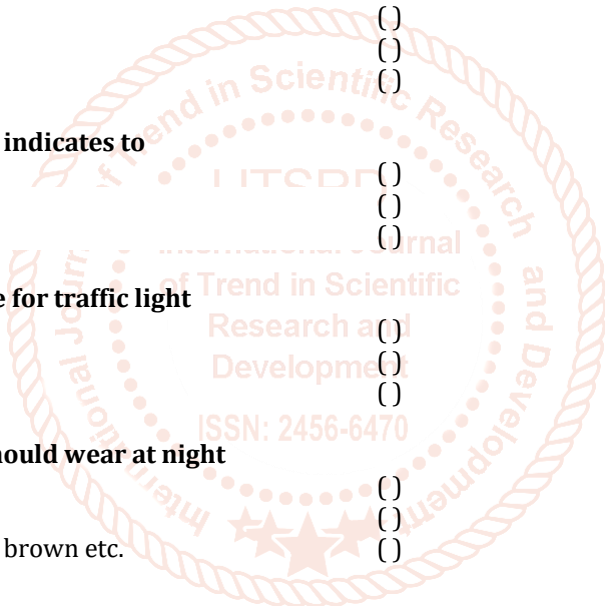 ( )
( )
( )
indicates to
( )
( )
( )
for traffic light
( )
( )
( )
wear at night
( )
( )
brown etc. ( )
International Journal
of Trend in Scientific
Research and
Development
ISSN: 2456-6470